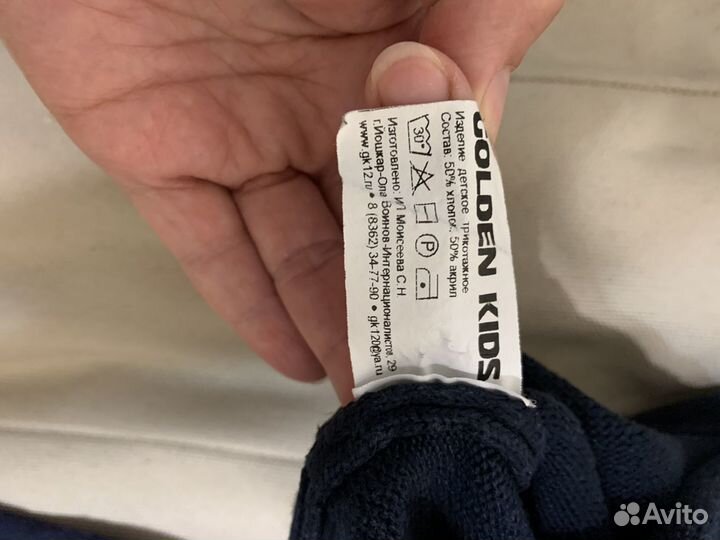 GOLDEN KIDS
Изделие детское трикотажное
Состав: 50% хлопок, 50% акрил
30°
P
Изготовлено: ИП Моисеева С.Н
г.Йошкар-Ола Воинов-Интернационалистов, 29
www.gk12.ru • 8 (8362) 34-77-90 • gk120@ya.ru
Avito